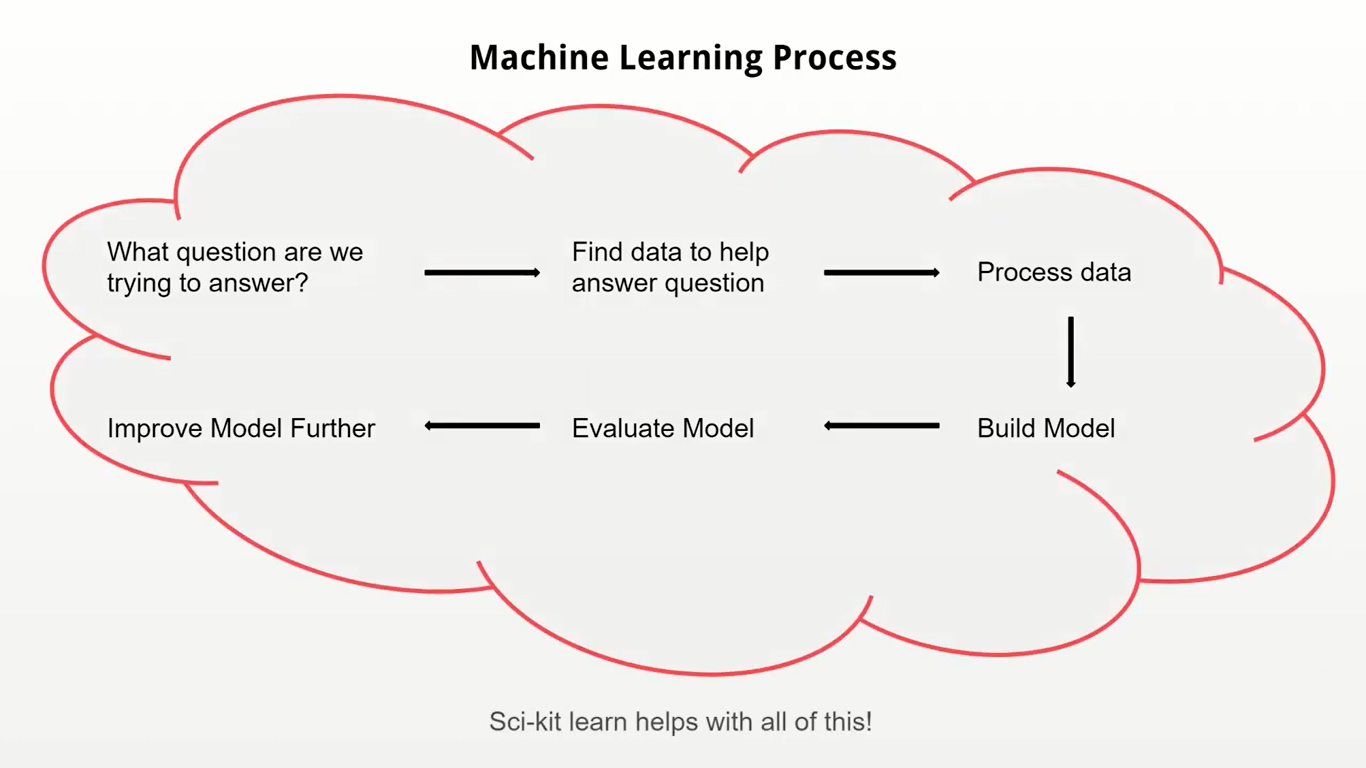 Machine Learning Process
What question are we
trying to answer?
Find data to help
answer question
Process data
Build Model
Evaluate Model
Improve Model Further
Sci-kit learn helps with all of this!